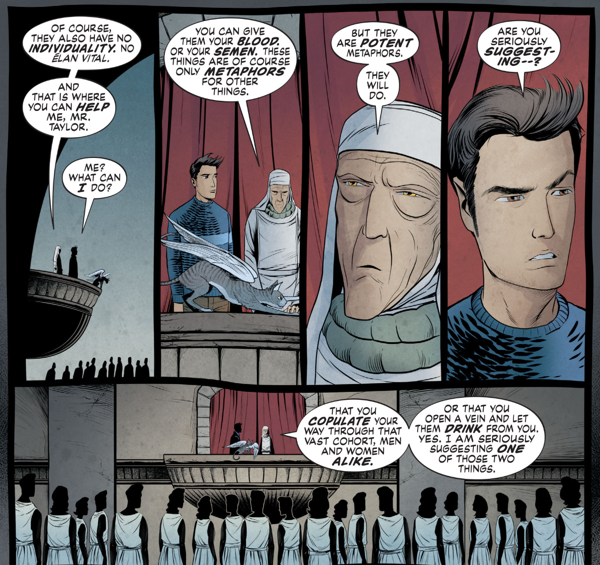 OF COURSE,
THEY ALSO HAVE NO
INDIVIDUALITY. NO
ÉLAN VITAL.
AND
THAT IS WHERE
YOU CAN HELP
ME, MR.
TAYLOR.
ME?
WHAT CAN
I DO?
YOU CAN GIVE
THEM YOUR BLOOD.
OR YOUR SEMEN. THESE
THINGS ARE OF COURSE
ONLY METAPHORS
FOR OTHER
THINGS.
BUT THEY
ARE POTENT
METAPHORS.
THEY
WILL
DO.
ARE YOU
SERIOUSLY
SUGGEST-
ING--?
THAT YOU
COPULATE YOUR
WAY THROUGH THAT
VAST COHORT, MEN
AND WOMEN
ALIKE.
OR THAT YOU
OPEN A VEIN AND LET
THEM DRINK FROM YOU.
YES. I AM SERIOUSLY
SUGGESTING ONE
OF THOSE TWO
THINGS.